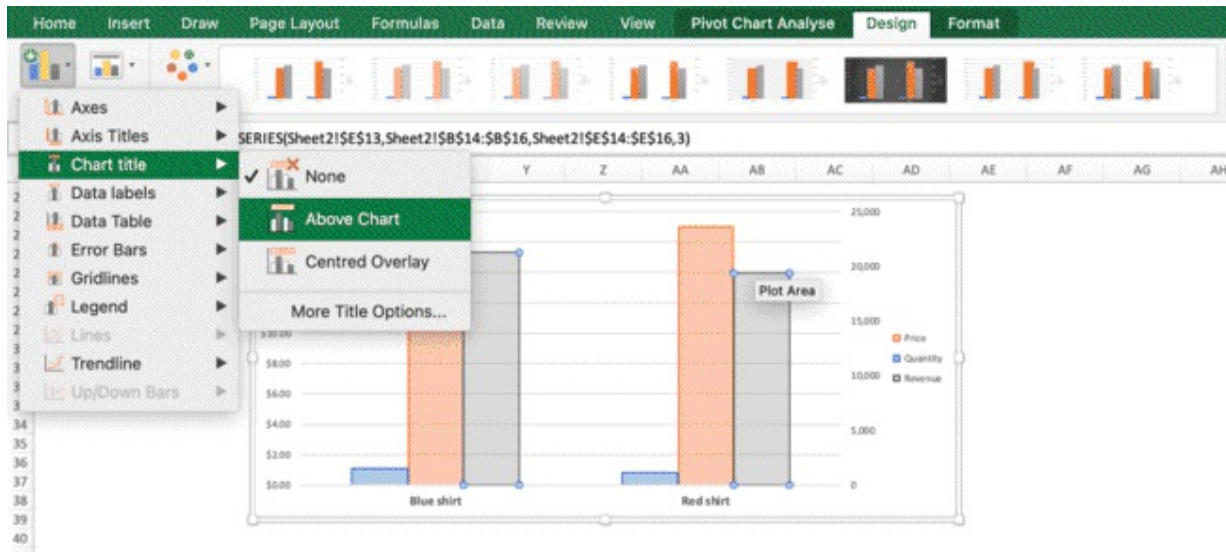 Home Insert Draw Page Layout Formulas Data Review View Pivot Chart Analyse Design Format
SERIES(Sheet2!$E$13,Sheet2!$B$14:$B$16,Sheet2!$E$14:$E$16,3)
Axes
Axis Titles
Chart title
Data labels
Data Table
Error Bars
Gridlines
Legend
Lines
Trendline
Up/Down Bars
None
Above Chart
Centred Overlay
More Title Options...
Y Z AA AB AC AD AE AF AG AH
34
35
36
37
38
39
40
$10.00
$8.00
$6.00
$4.00
$2.00
$0.00
25,000
20,000
15,000
10,000
5,000
0
Plot Area
Price
Quantity
Revenue
Blue shirt Red shirt